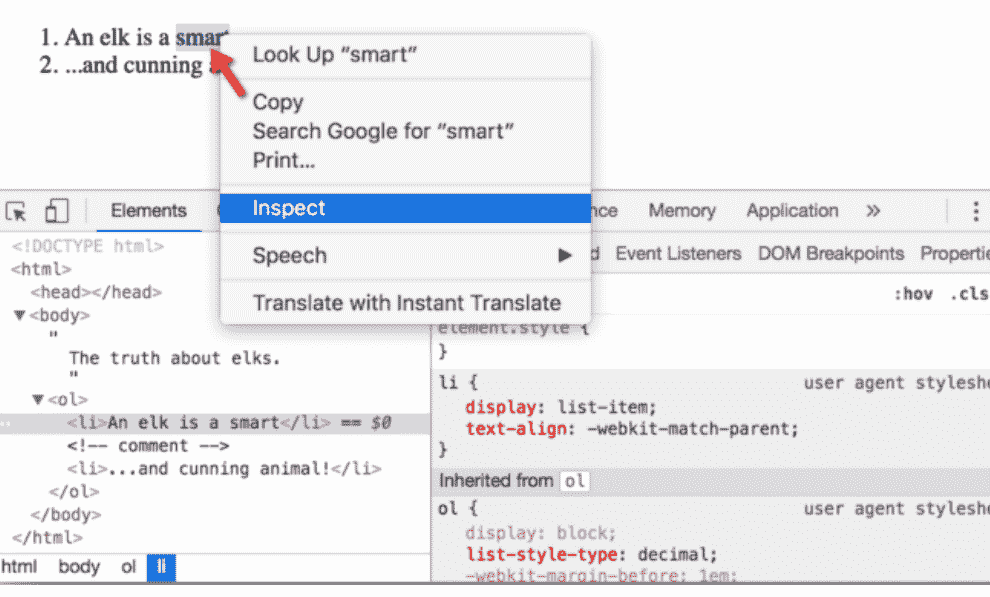 1. An elk is a smart
2. ...and cunning
Look Up “smart”
Copy
Search Google for “smart”
Print...
Inspect
Speech
Translate with Instant Translate
Elements
Memory Application »
Event Listeners DOM Breakpoints
:hov .cls
<!DOCTYPE html>
<html>
<head></head>
▼<body>
"
The truth about elks.
"
▼<ol>
<li>An elk is a smart</li> == $0
<!-- comment -->
<li>...and cunning animal!</li>
</ol>
</body>
</html>
html body ol li
element.style {
}
li { user agent styleshe
display: list-item;
text-align: -webkit-match-parent;
}
Inherited from ol
ol { user agent styleshe
display: block;
list-style-type: decimal;
-webkit-margin-before: 1em;